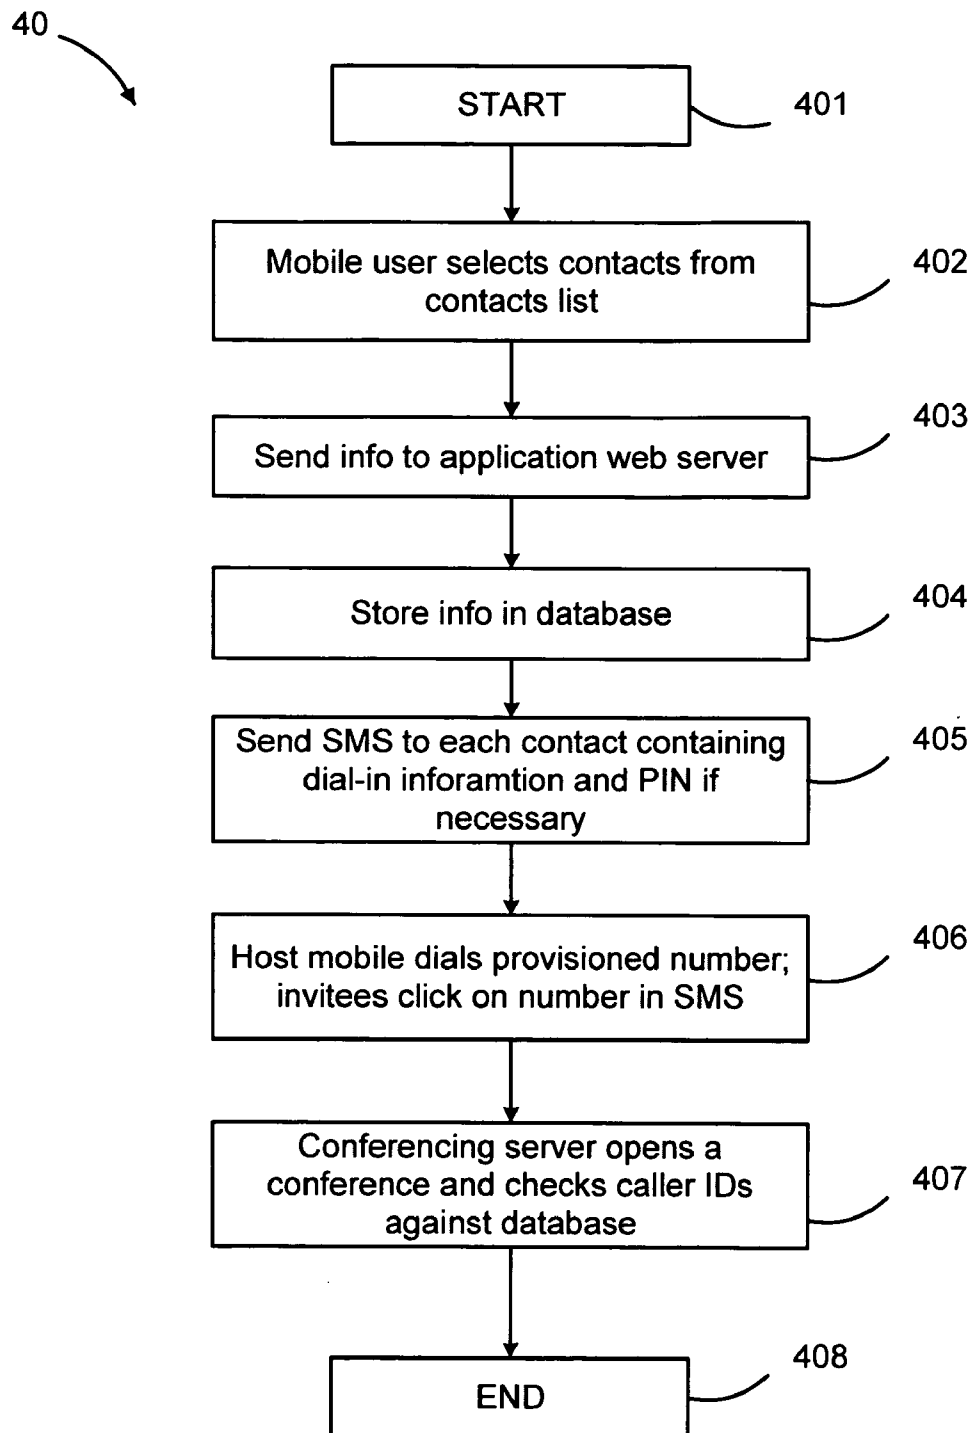 40
START
401
Mobile user selects contacts from
contacts list
402
Send info to application web server
403
Store info in database
404
Send SMS to each contact containing
dial-in inforamtion and PIN if
necessary
405
Host mobile dials provisioned number;
invitees click on number in SMS
406
Conferencing server opens a
conference and checks caller IDs
against database
407
END
408